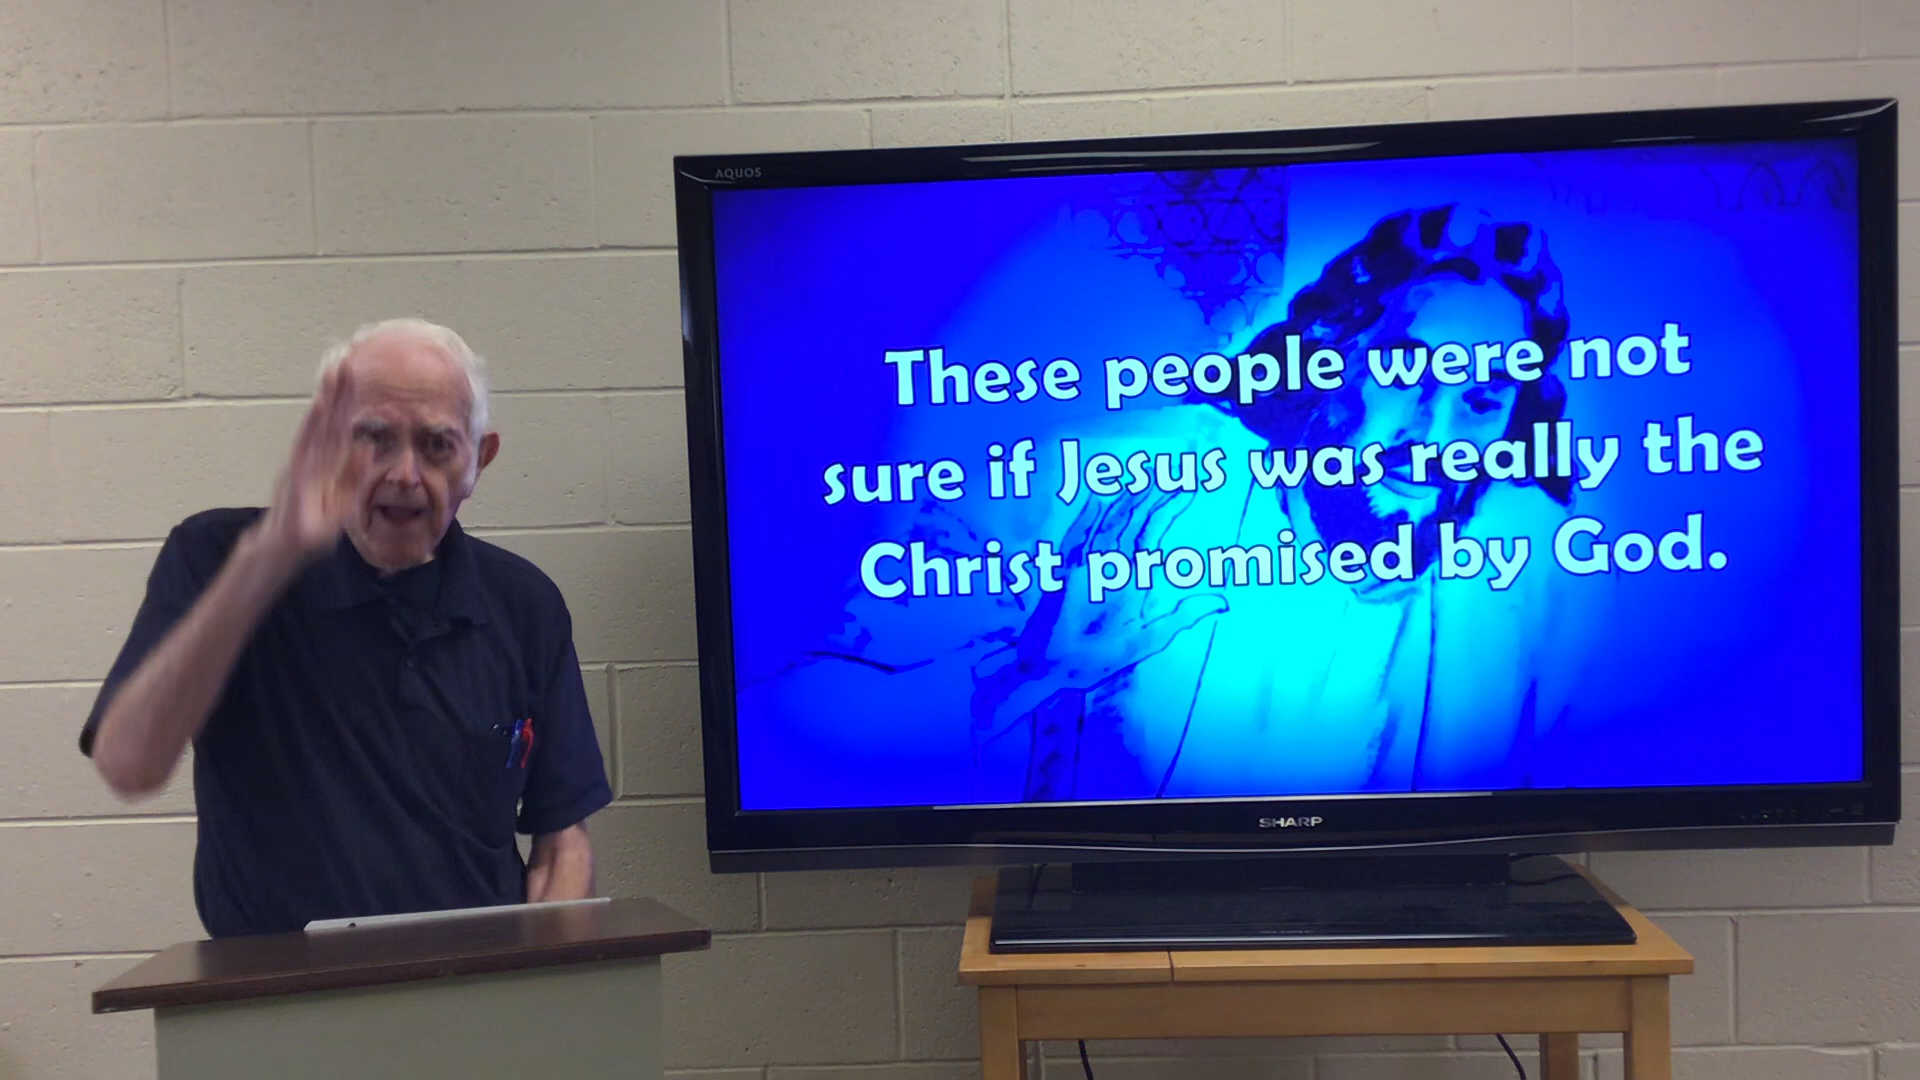 AQUOS
These people were not
sure if Jesus was really the
Christ promised by God.
SHARP